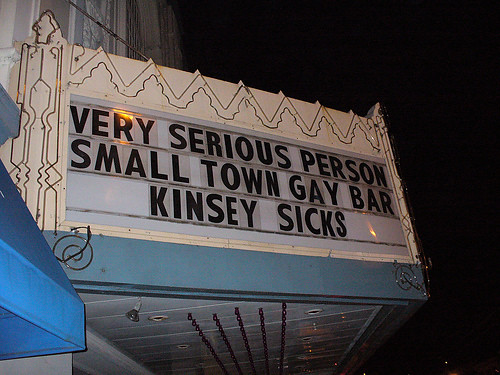 VERY SERIOUS PERSON
SMALL TOWN GAY BAR
KINSEY SICKS